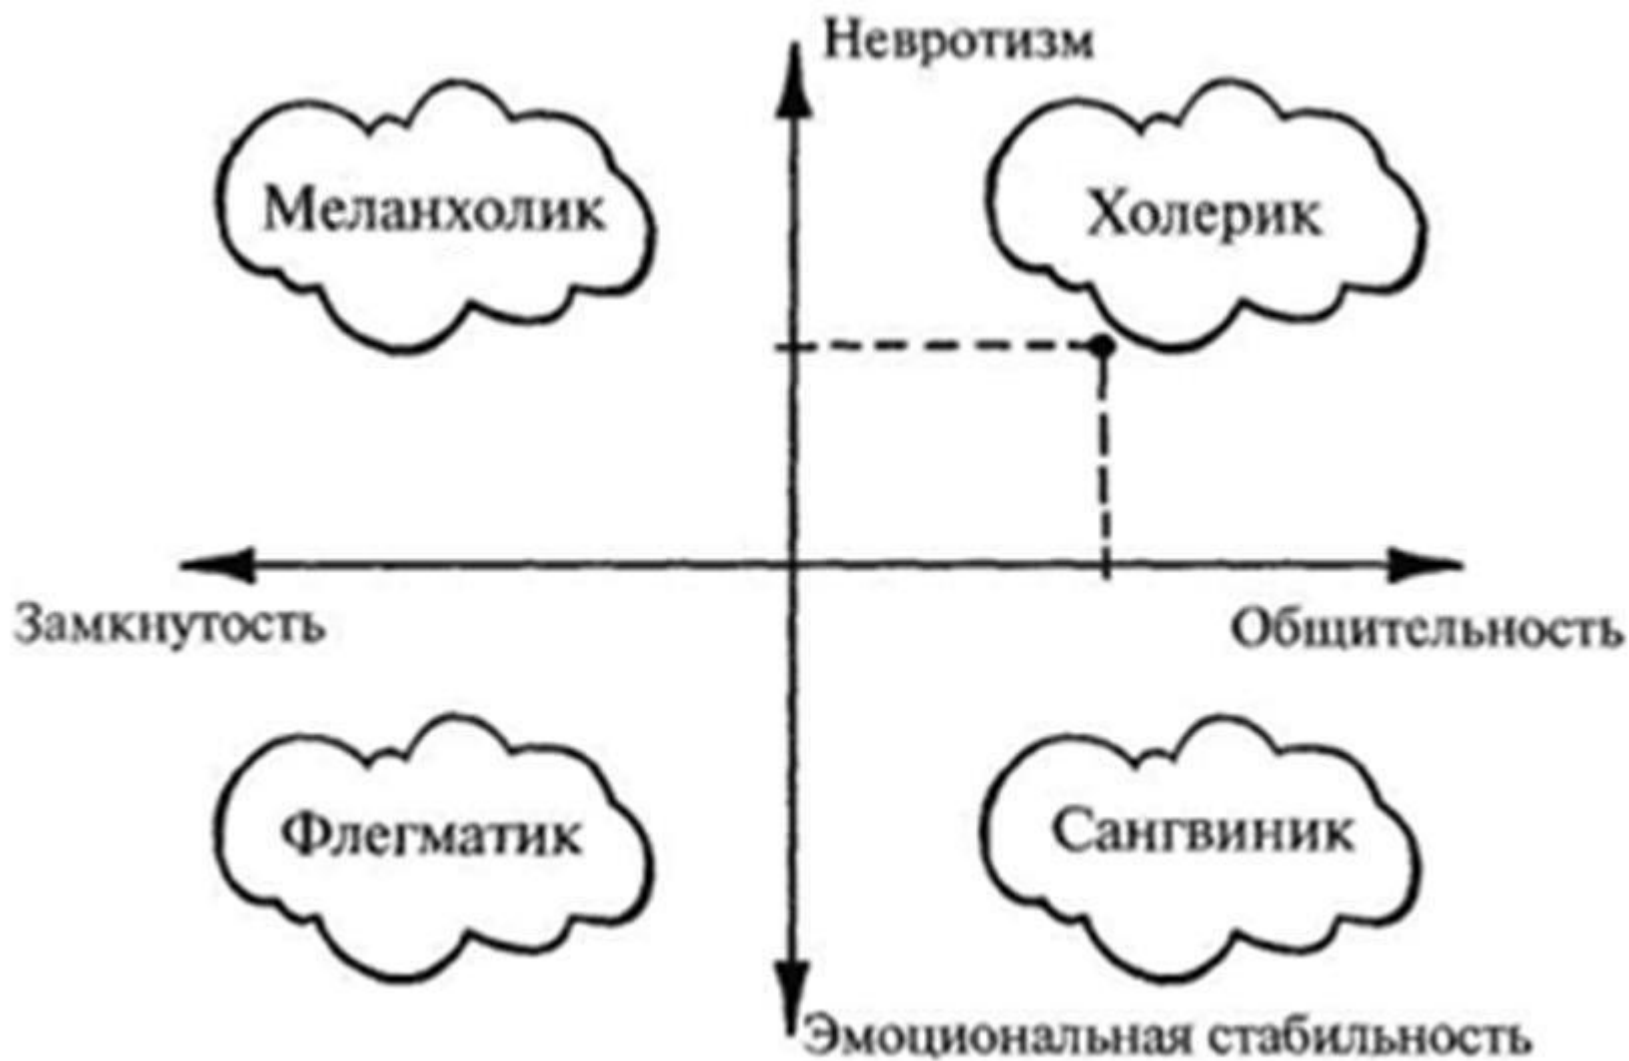 Невротизм
Меланхолик
Холерик
Замкнутость
Общительность
Флегматик
Сангвиник
Эмоциональная стабильность